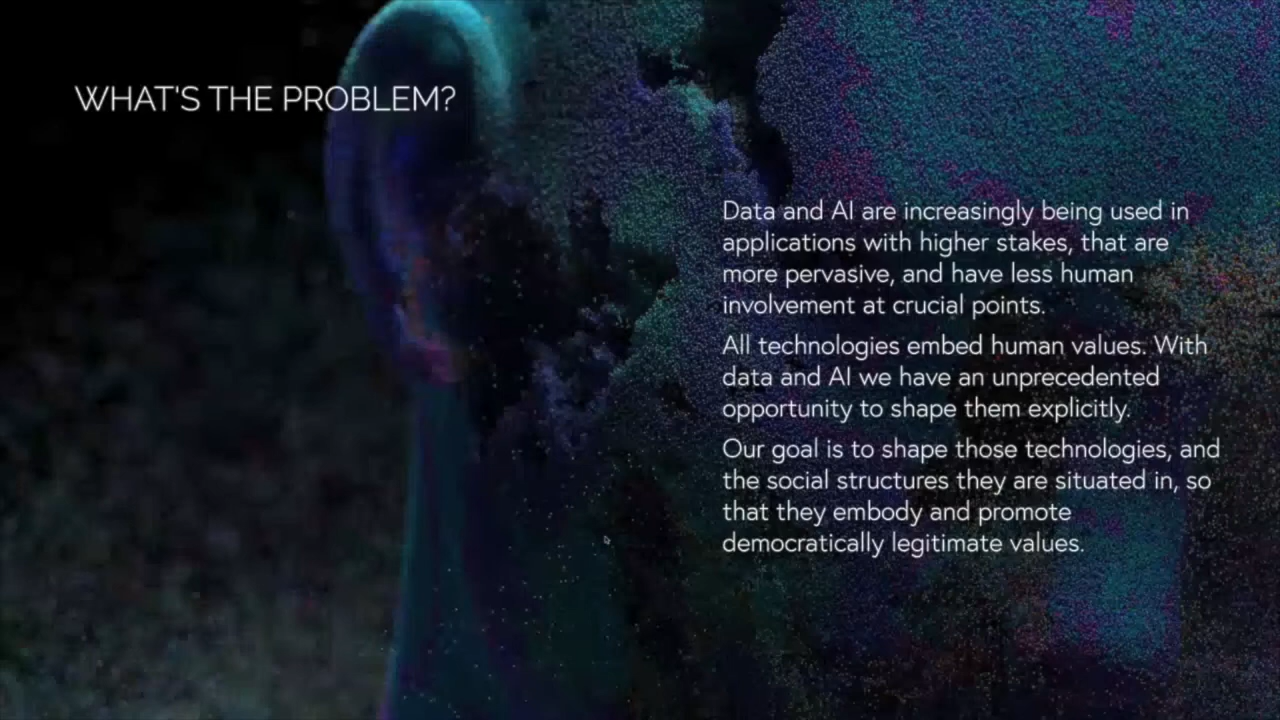 WHAT'S THE PROBLEM?
Data and AI are increasingly being used in
applications with higher stakes, that are
more pervasive, and have less human
involvement at crucial points.
All technologies embed human values. With
data and AI we have an unprecedented
opportunity to shape them explicitly.
Our goal is to shape those technologies, and
the social structures they are situated in, so
that they embody and promote
democratically legitimate values.